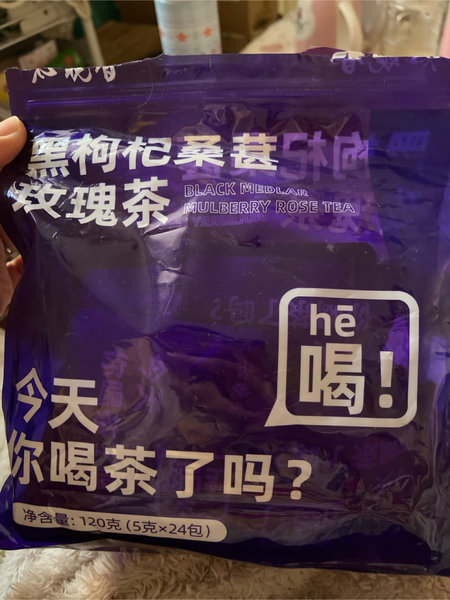 黑枸杞桑葚
玫瑰茶
BLACK MEDLAR
MULBERRY ROSE TEA
hē
喝!
今天
你喝茶了吗?
净含量: 120克 (5克×24包)